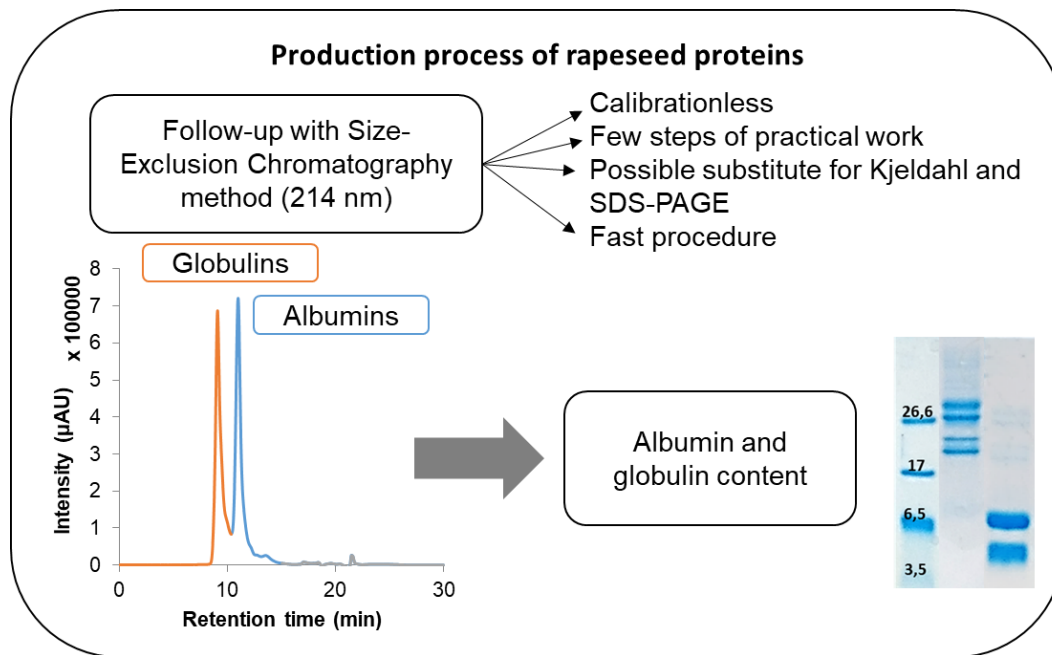 Production process of rapeseed proteins
Follow-up with Size-
Exclusion Chromatography
method (214 nm)
Calibrationless
Few steps of practical work
Possible substitute for Kjeldahl and
SDS-PAGE
Fast procedure
Globulins
Albumins
Intensity (µAU) x 100000
8
7
6
5
4
3
2
1
0
0 10 20 30
Retention time (min)
Albumin and
globulin content
26,6
17
6,5
3,5